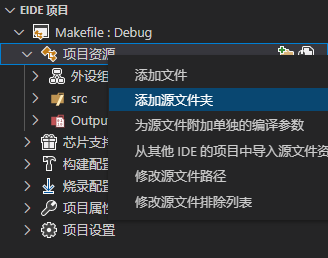 EIDE 项目
Makefile : Debug
项目资源
外设组
src
Outpu
芯片支持
构建配置
烧录配置
项目属性
项目设置
添加文件
添加源文件夹
为源文件附加单独的编译参数
从其他 IDE 的项目中导入源文件资
修改源文件路径
修改源文件排除列表